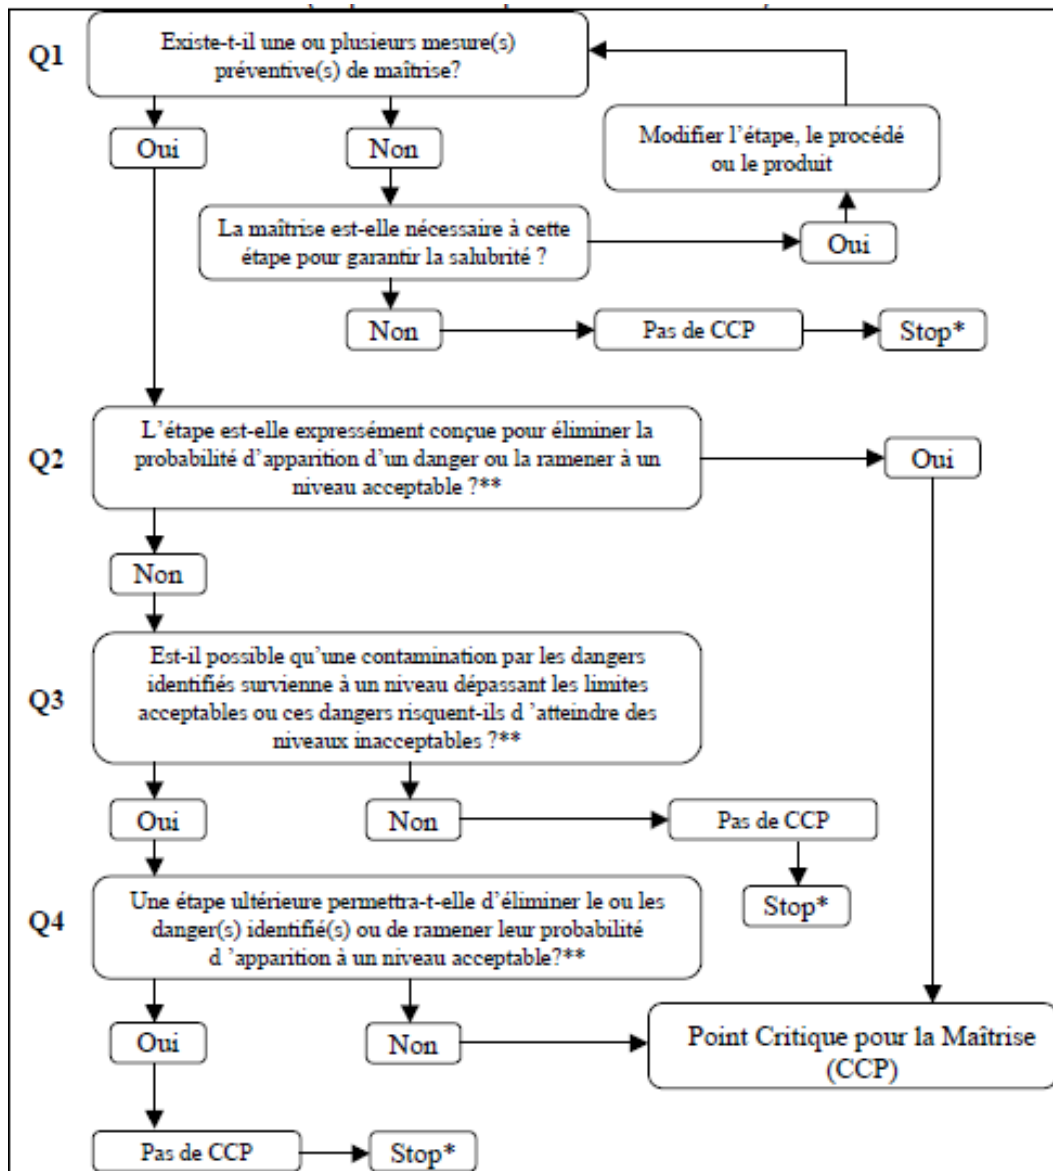 Q1
Existe-t-il une ou plusieurs mesure(s)
préventive(s) de maîtrise?
Oui
Non
Modifier l’étape, le procédé
ou le produit
La maîtrise est-elle nécessaire à cette
étape pour garantir la salubrité ?
Oui
Non
Pas de CCP
Stop*
Q2
L’étape est-elle expressément conçue pour éliminer la
probabilité d’apparition d’un danger ou la ramener à un
niveau acceptable ?**
Oui
Non
Q3
Est-il possible qu’une contamination par les dangers
identifiés survienne à un niveau dépassant les limites
acceptables ou ces dangers risquent-ils d ’atteindre des
niveaux inacceptables ?**
Oui
Non
Pas de CCP
Stop*
Q4
Une étape ultérieure permettra-t-elle d’éliminer le ou les
danger(s) identifié(s) ou de ramener leur probabilité
d ’apparition à un niveau acceptable?**
Oui
Non
Point Critique pour la Maîtrise
(CCP)
Pas de CCP
Stop*